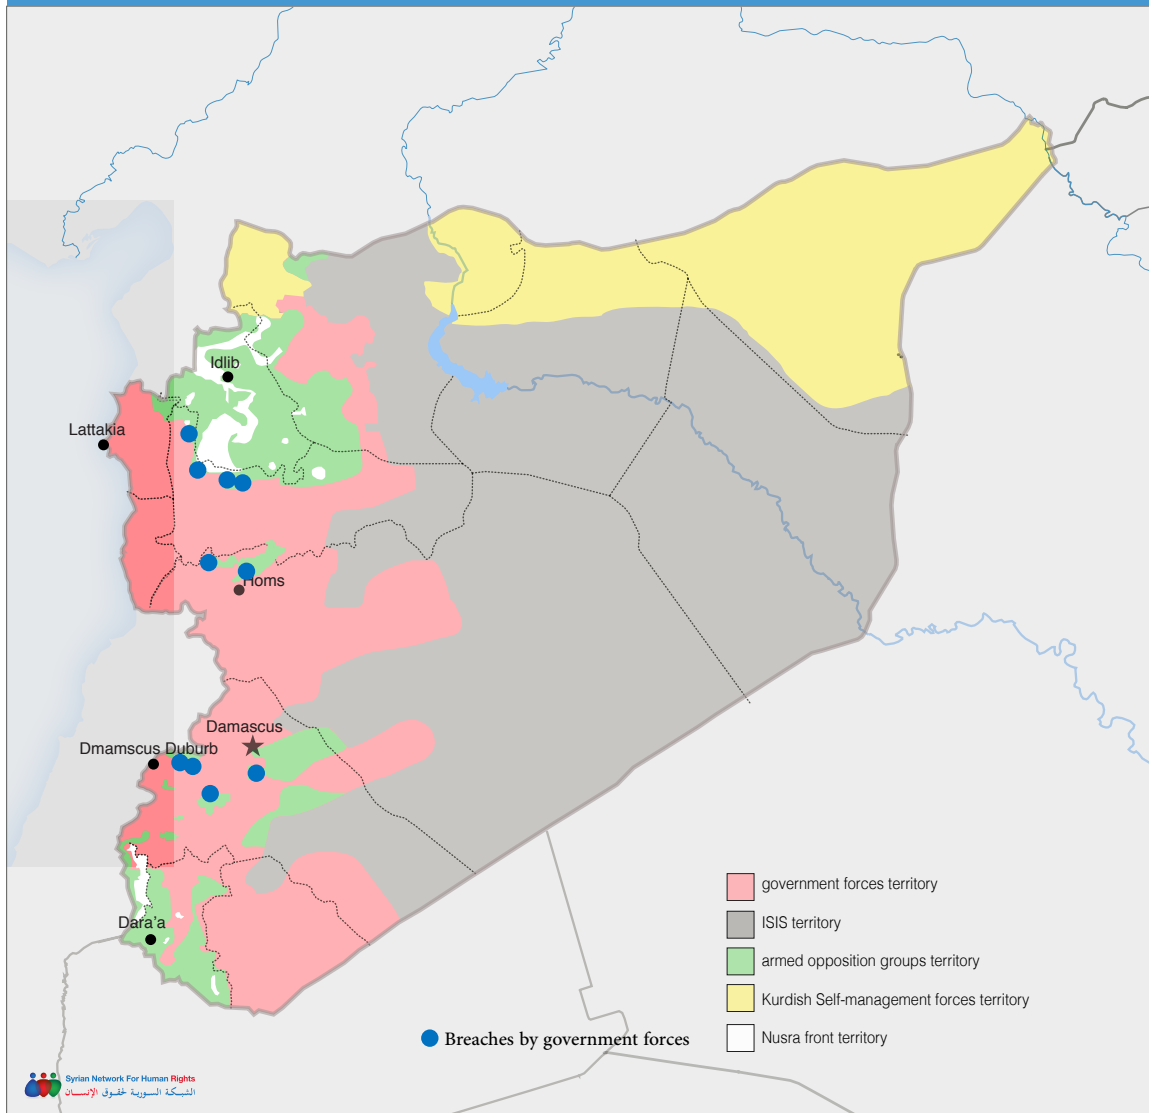 Idlib
Lattakia
Homs
Damascus
Dmamscus Duburb
Dara'a
government forces territory
ISIS territory
armed opposition groups territory
Kurdish Self-management forces territory
Nusra front territory
Breaches by government forces
Syrian Network For Human Rights
الشبكة السورية لحقوق الإنسان